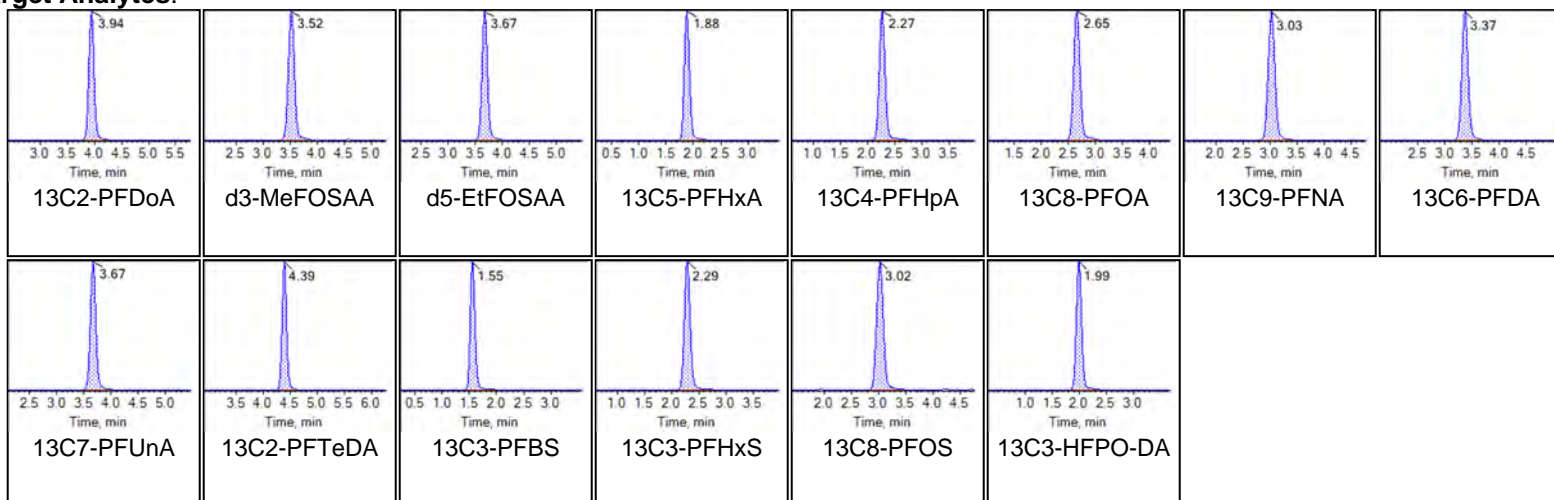 rget Analytes:
3.94 3.52 3.67 1.88 2.27 2.65 3.03 3.37
3.0 3.5 4.0 4.5 5.0 5.5 2.5 3.0 3.5 4.0 4.5 5.0 2.5 3.0 3.5 4.0 4.5 5.0 0.5 1.0 1.5 2.0 2.5 3.0 1.0 1.5 2.0 2.5 3.0 3.5 1.5 2.0 2.5 3.0 3.5 4.0 2.0 2.5 3.0 3.5 4.0 4.5 2.5 3.0 3.5 4.0 4.5
Time, min Time, min Time, min Time, min Time, min Time, min Time, min Time, min
13C2-PFDoA d3-MeFOSAA d5-EtFOSAA 13C5-PFHxA 13C4-PFHpA 13C8-PFOA 13C9-PFNA 13C6-PFDA
3.67 4.39 1.55 2.29 3.02 1.99
2.5 3.0 3.5 4.0 4.5 5.0 3.5 4.0 4.5 5.0 5.5 6.0 0.5 1.0 1.5 2.0 2.5 3.0 1.0 1.5 2.0 2.5 3.0 3.5 2.0 2.5 3.0 3.5 4.0 4.5 1.0 1.5 2.0 2.5 3.0
Time, min Time, min Time, min Time, min Time, min Time, min
13C7-PFUnA 13C2-PFTeDA 13C3-PFBS 13C3-PFHxS 13C8-PFOS 13C3-HFPO-DA